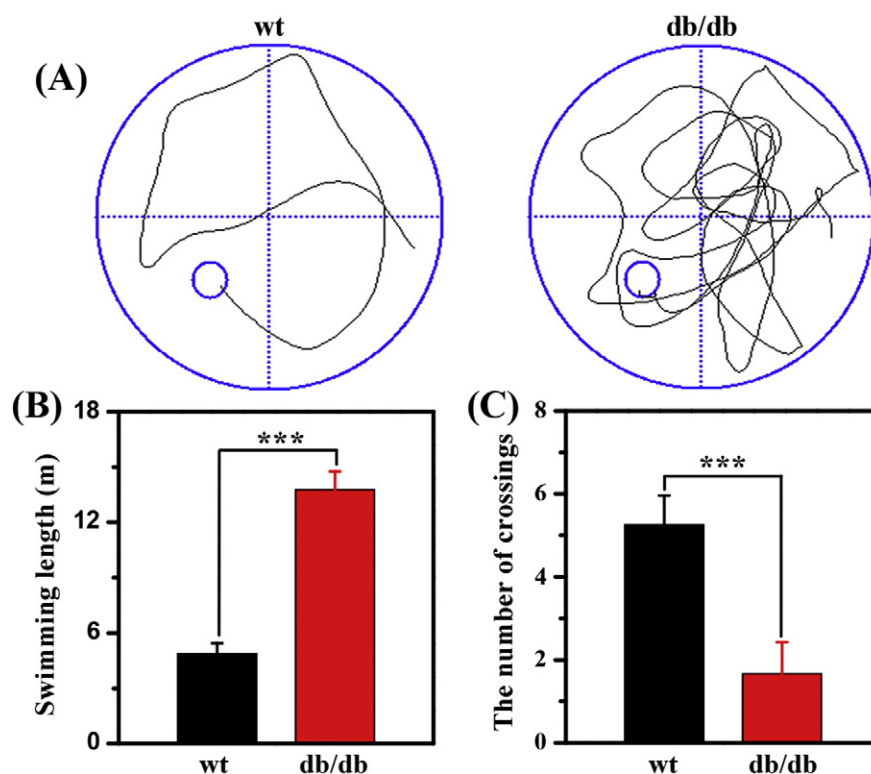 wt
db/db
(A)
(B)
(C)
18
12
6
0
Swimming length (m)
***
wt
db/db
8
6
4
2
0
The number of crossings
***
wt
db/db